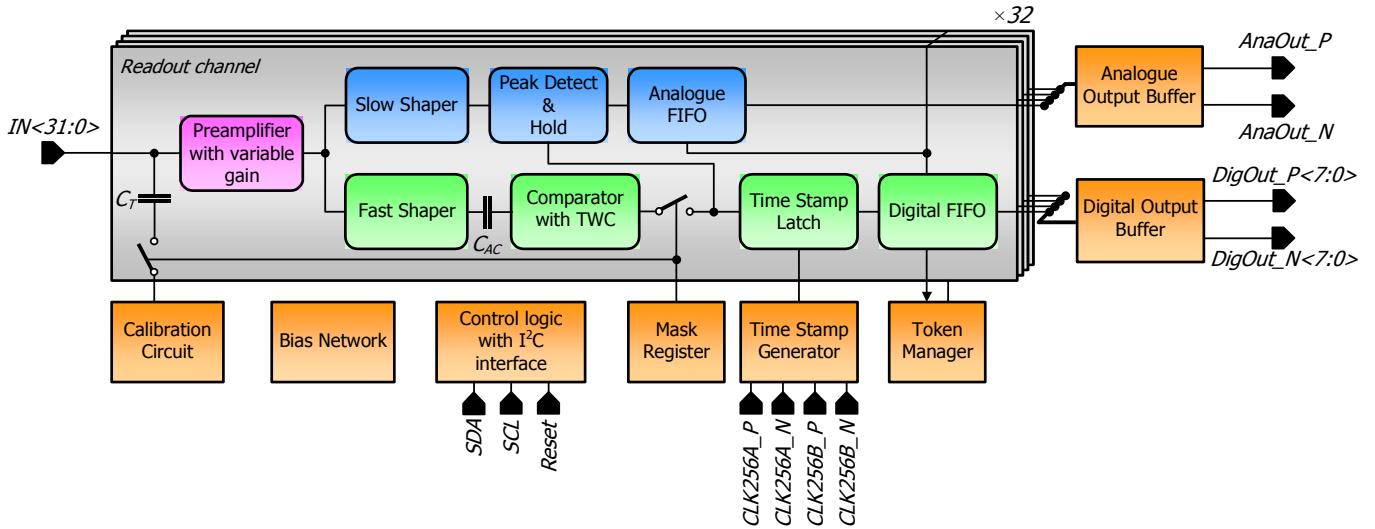 ×32
Readout channel
IN<31:0>
Preamplifier
with variable
gain
Slow Shaper
Peak Detect
&
Hold
Analogue
FIFO
Analogue
Output Buffer
AnaOut_P
AnaOut_N
C_T
Fast Shaper
C_AC
Comparator
with TWC
Time Stamp
Latch
Digital FIFO
Digital Output
Buffer
DigOut_P<7:0>
DigOut_N<7:0>
Calibration
Circuit
Bias Network
Control logic
with I²C
interface
Mask
Register
Time Stamp
Generator
Token
Manager
SDA
SCL
Reset
CLK256A_P
CLK256A_N
CLK256B_P
CLK256B_N